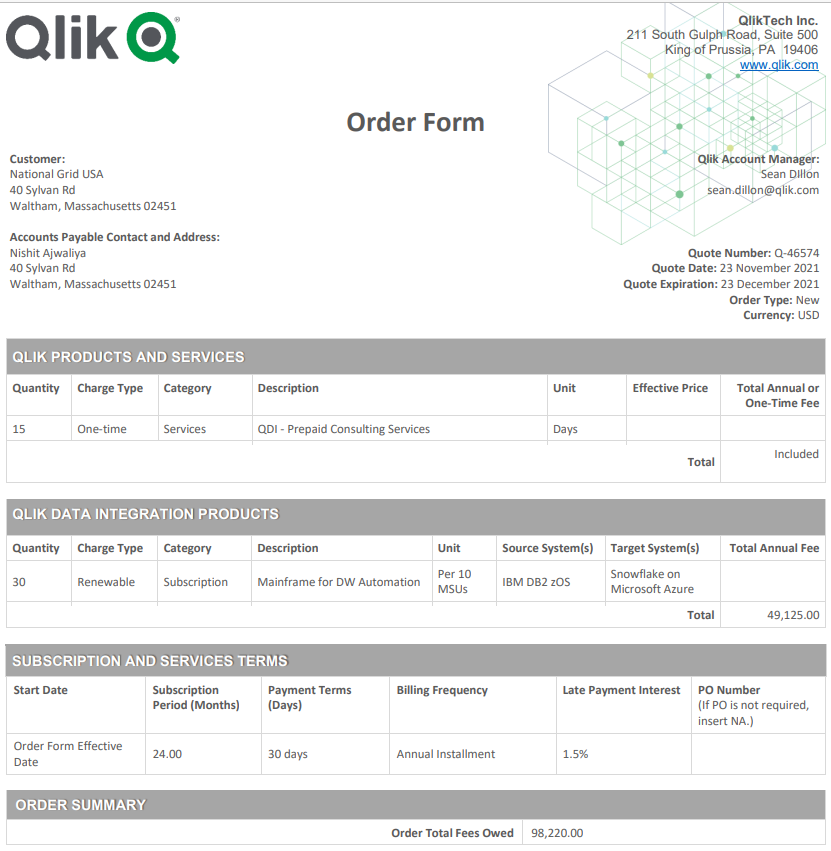 Qlik Q®
QlikTech Inc.
211 South Gulph Road, Suite 500
King of Prussia, PA 19406
www.qlik.com
Order Form
Customer:
National Grid USA
40 Sylvan Rd
Waltham, Massachusetts 02451
Qlik Account Manager:
Sean DIllon
sean.dillon@qlik.com
Accounts Payable Contact and Address:
Nishit Ajwaliya
40 Sylvan Rd
Waltham, Massachusetts 02451
Quote Number: Q-46574
Quote Date: 23 November 2021
Quote Expiration: 23 December 2021
Order Type: New
Currency: USD
QLIK PRODUCTS AND SERVICES
Quantity Charge Type Category Description Unit Effective Price Total Annual or
One-Time Fee
15 One-time Services QDI - Prepaid Consulting Services Days
Total Included
QLIK DATA INTEGRATION PRODUCTS
Quantity Charge Type Category Description Unit Source System(s) Target System(s) Total Annual Fee
30 Renewable Subscription Mainframe for DW Automation Per 10 MSUs IBM DB2 zOS Snowflake on
Microsoft Azure
Total 49,125.00
SUBSCRIPTION AND SERVICES TERMS
Start Date Subscription Period (Months) Payment Terms (Days) Billing Frequency Late Payment Interest PO Number
(If PO is not required,
insert NA.)
Order Form Effective
Date 24.00 30 days Annual Installment 1.5%
ORDER SUMMARY
Order Total Fees Owed 98,220.00